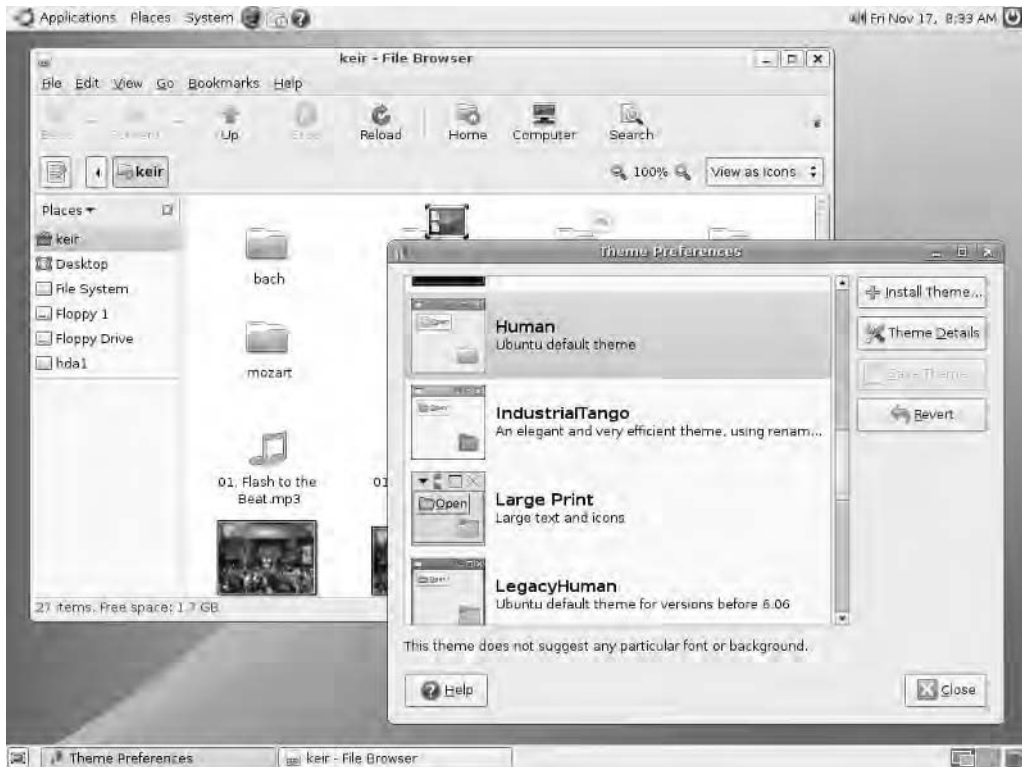 Applications Places System
Fri Nov 17, 8:33 AM
keir - File Browser
File Edit View Go Bookmarks Help
Up Reload Home Computer Search
keir
100%
View as Icons
Places
keir
Desktop
File System
Floppy 1
Floppy Drive
hda1
bach
mozart
01. Flash to the
Beat.mp3
01
27 items, Free space: 1.7 GB
Theme Preferences
Human
Ubuntu default theme
IndustrialTango
An elegant and very efficient theme, using renam...
Open
Large Print
Large text and icons
LegacyHuman
Ubuntu default theme for versions before 6.06
Install Theme...
Theme Details
Save Theme
Revert
This theme does not suggest any particular font or background.
Help
Close
Theme Preferences
keir - File Browser